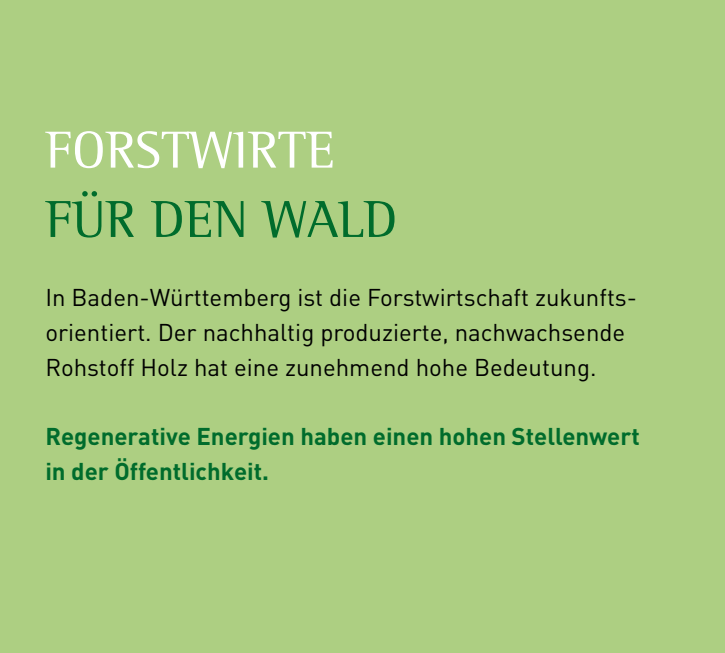 FORSTWIRTE
FÜR DEN WALD
In Baden-Württemberg ist die Forstwirtschaft zukunfts-
orientiert. Der nachhaltig produzierte, nachwachsende
Rohstoff Holz hat eine zunehmend hohe Bedeutung.
Regenerative Energien haben einen hohen Stellenwert
in der Öffentlichkeit.